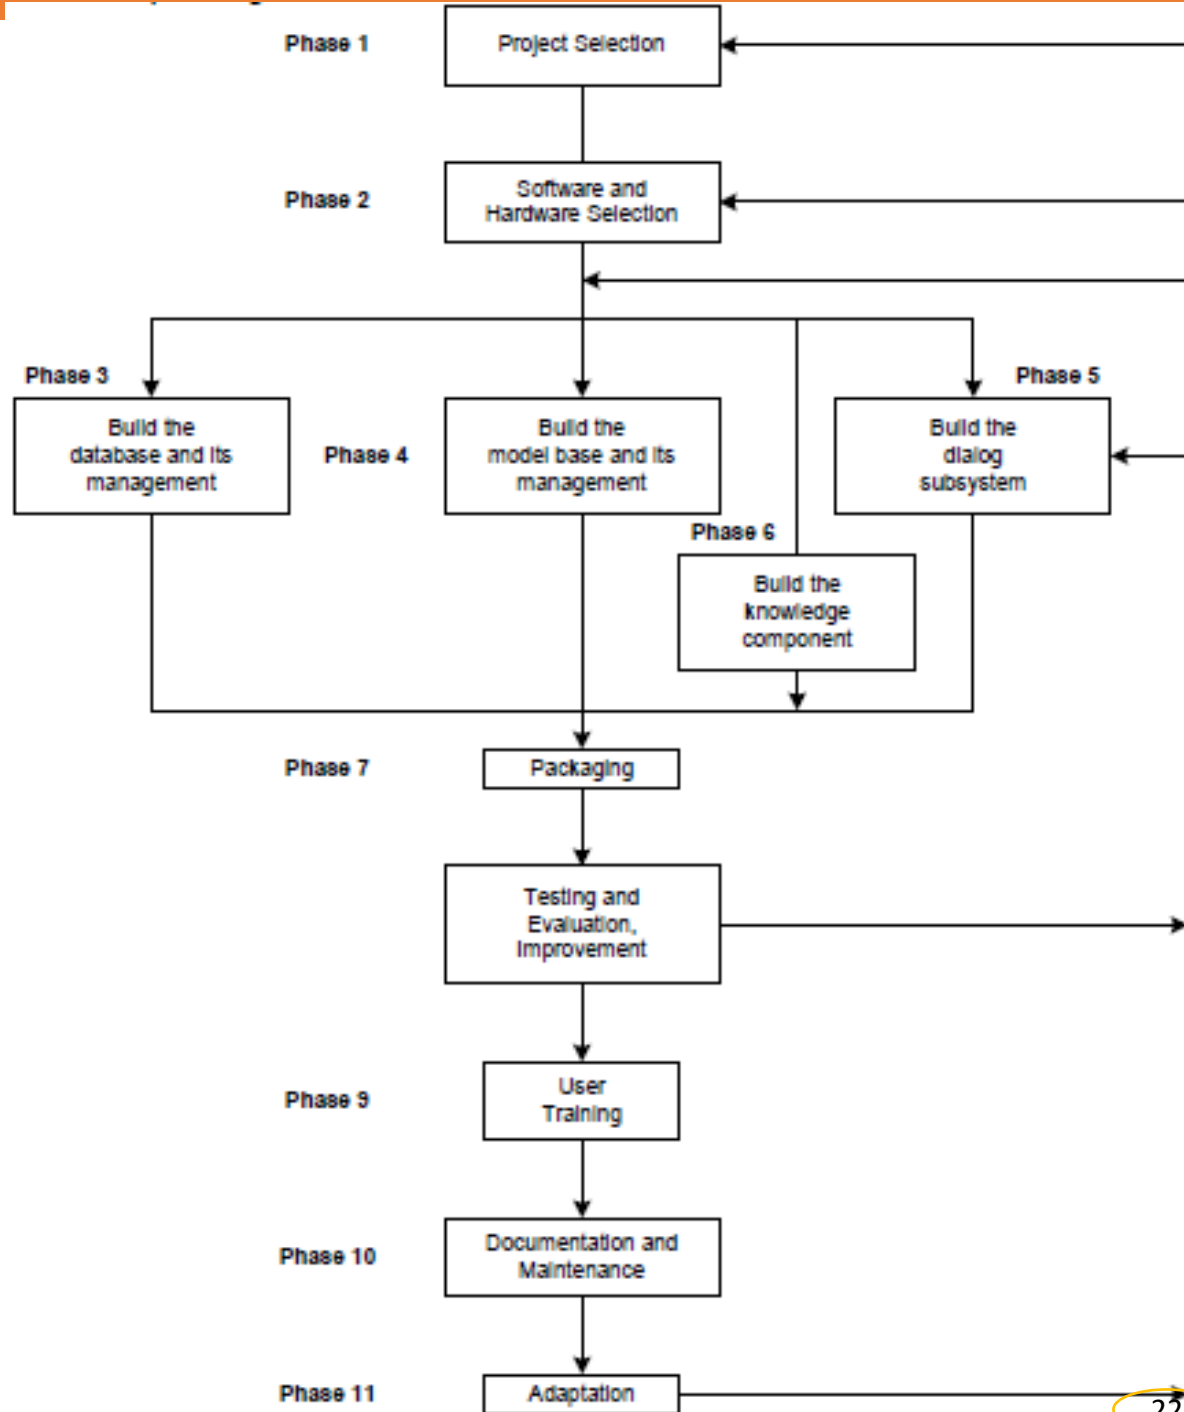 Phase 1
Project Selection
Phase 2
Software and
Hardware Selection
Phase 3
Build the
database and its
management
Phase 4
Build the
model base and its
management
Phase 5
Build the
dialog
subsystem
Phase 6
Build the
knowledge
component
Phase 7
Packaging
Testing and
Evaluation,
Improvement
Phase 9
User
Training
Phase 10
Documentation and
Maintenance
Phase 11
Adaptation
22